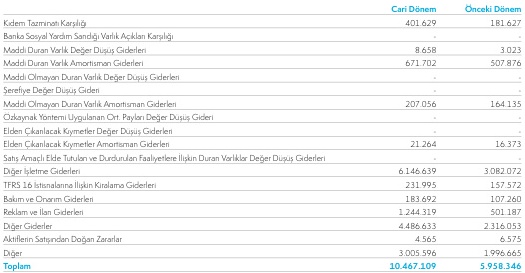 Cari Dönem Önceki Dönem
Kıdem Tazminatı Karşılığı 401.629 181.627
Banka Sosyal Yardım Sandığı Varlık Açıkları Karşılığı - -
Maddi Duran Varlık Değer Düşüş Giderleri 8.658 3.023
Maddi Duran Varlık Amortisman Giderleri 671.702 507.876
Maddi Olmayan Duran Varlık Değer Düşüş Giderleri - -
Şerefiye Değer Düşüş Gideri - -
Maddi Olmayan Duran Varlık Amortisman Giderleri 207.056 164.135
Özkaynak Yöntemi Uygulanan Ort. Payları Değer Düşüş Gideri - -
Elden Çıkarılacak Kıymetler Değer Düşüş Giderleri - -
Elden Çıkarılacak Kıymetler Amortisman Giderleri 21.264 16.373
Satış Amaçlı Elde Tutulan ve Durdurulan Faaliyetlere İlişkin Duran Varlıklar Değer Düşüş Giderleri - -
Diğer İşletme Giderleri 6.146.639 3.082.072
TFRS 16 İstisnalarına İlişkin Kiralama Giderleri 231.995 157.572
Bakım ve Onarım Giderleri 183.692 107.260
Reklam ve İlan Giderleri 1.244.319 501.187
Diğer Giderler 4.486.633 2.316.053
Aktiflerin Satışından Doğan Zararlar 4.565 6.575
Diğer 3.005.596 1.996.665
Toplam 10.467.109 5.958.346